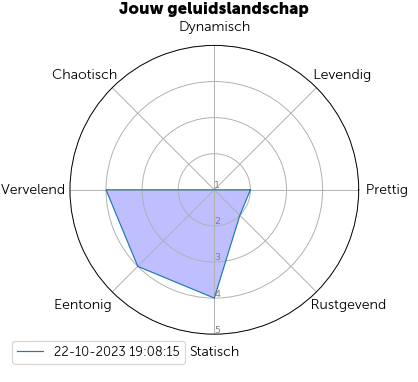 Jouw geluidslandschap
Dynamisch
Chaotisch
Levendig
Vervelend
1
Prettig
2
3
4
Eentonig
Rustgevend
5
22-10-2023 19:08:15
Statisch